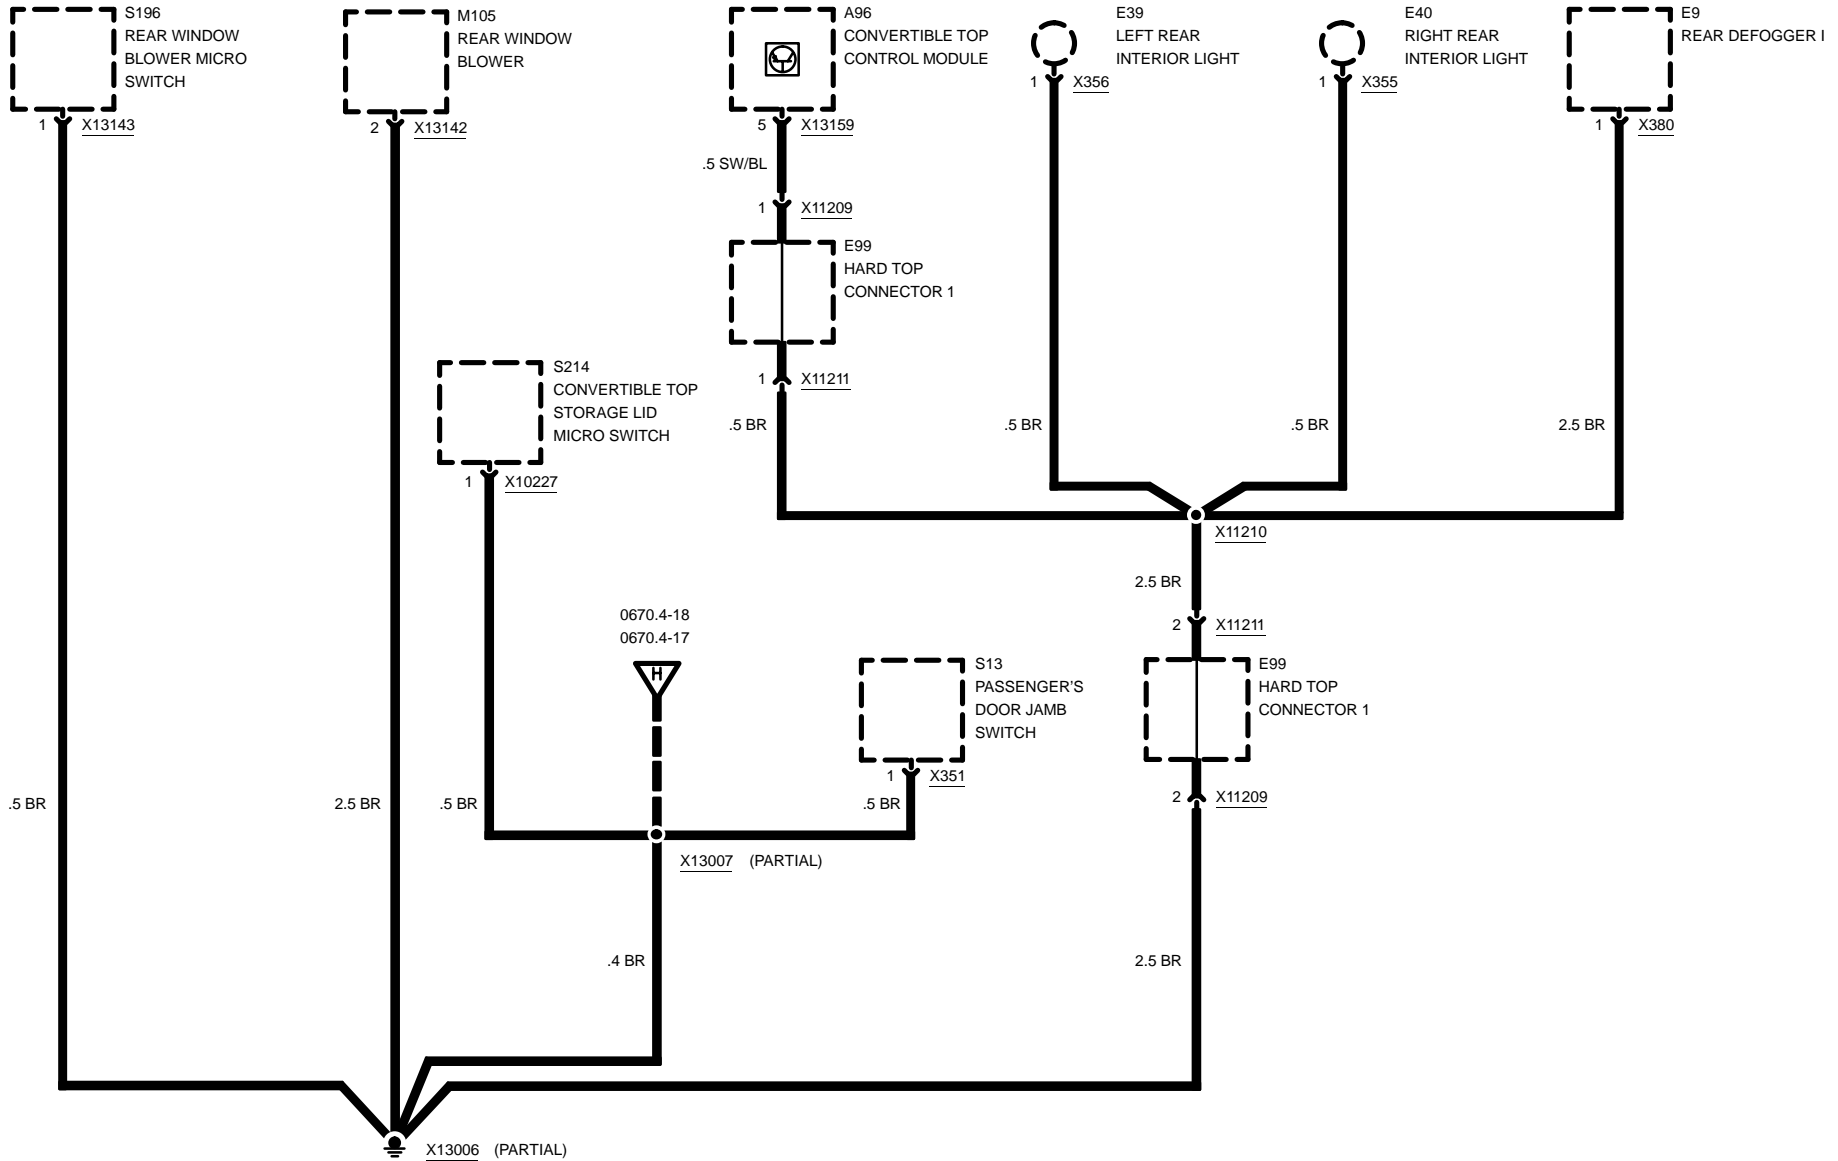 S196
REAR WINDOW
BLOWER MICRO
SWITCH
1
X13143
M105
REAR WINDOW
BLOWER
2
X13142
A96
CONVERTIBLE TOP
CONTROL MODULE
5
X13159
.5 SW/BL
1
X11209
E99
HARD TOP
CONNECTOR 1
1
X11211
.5 BR
E39
LEFT REAR
INTERIOR LIGHT
1
X356
.5 BR
E40
RIGHT REAR
INTERIOR LIGHT
1
X355
.5 BR
E9
REAR DEFOGGER I
1
X380
2.5 BR
S214
CONVERTIBLE TOP
STORAGE LID
MICRO SWITCH
1
X10227
X11210
2.5 BR
0670.4-18
0670.4-17
H
2
X11211
S13
PASSENGER'S
DOOR JAMB
SWITCH
1
X351
E99
HARD TOP
CONNECTOR 1
2
X11209
.5 BR
2.5 BR
.5 BR
.5 BR
X13007 (PARTIAL)
.4 BR
2.5 BR
X13006 (PARTIAL)